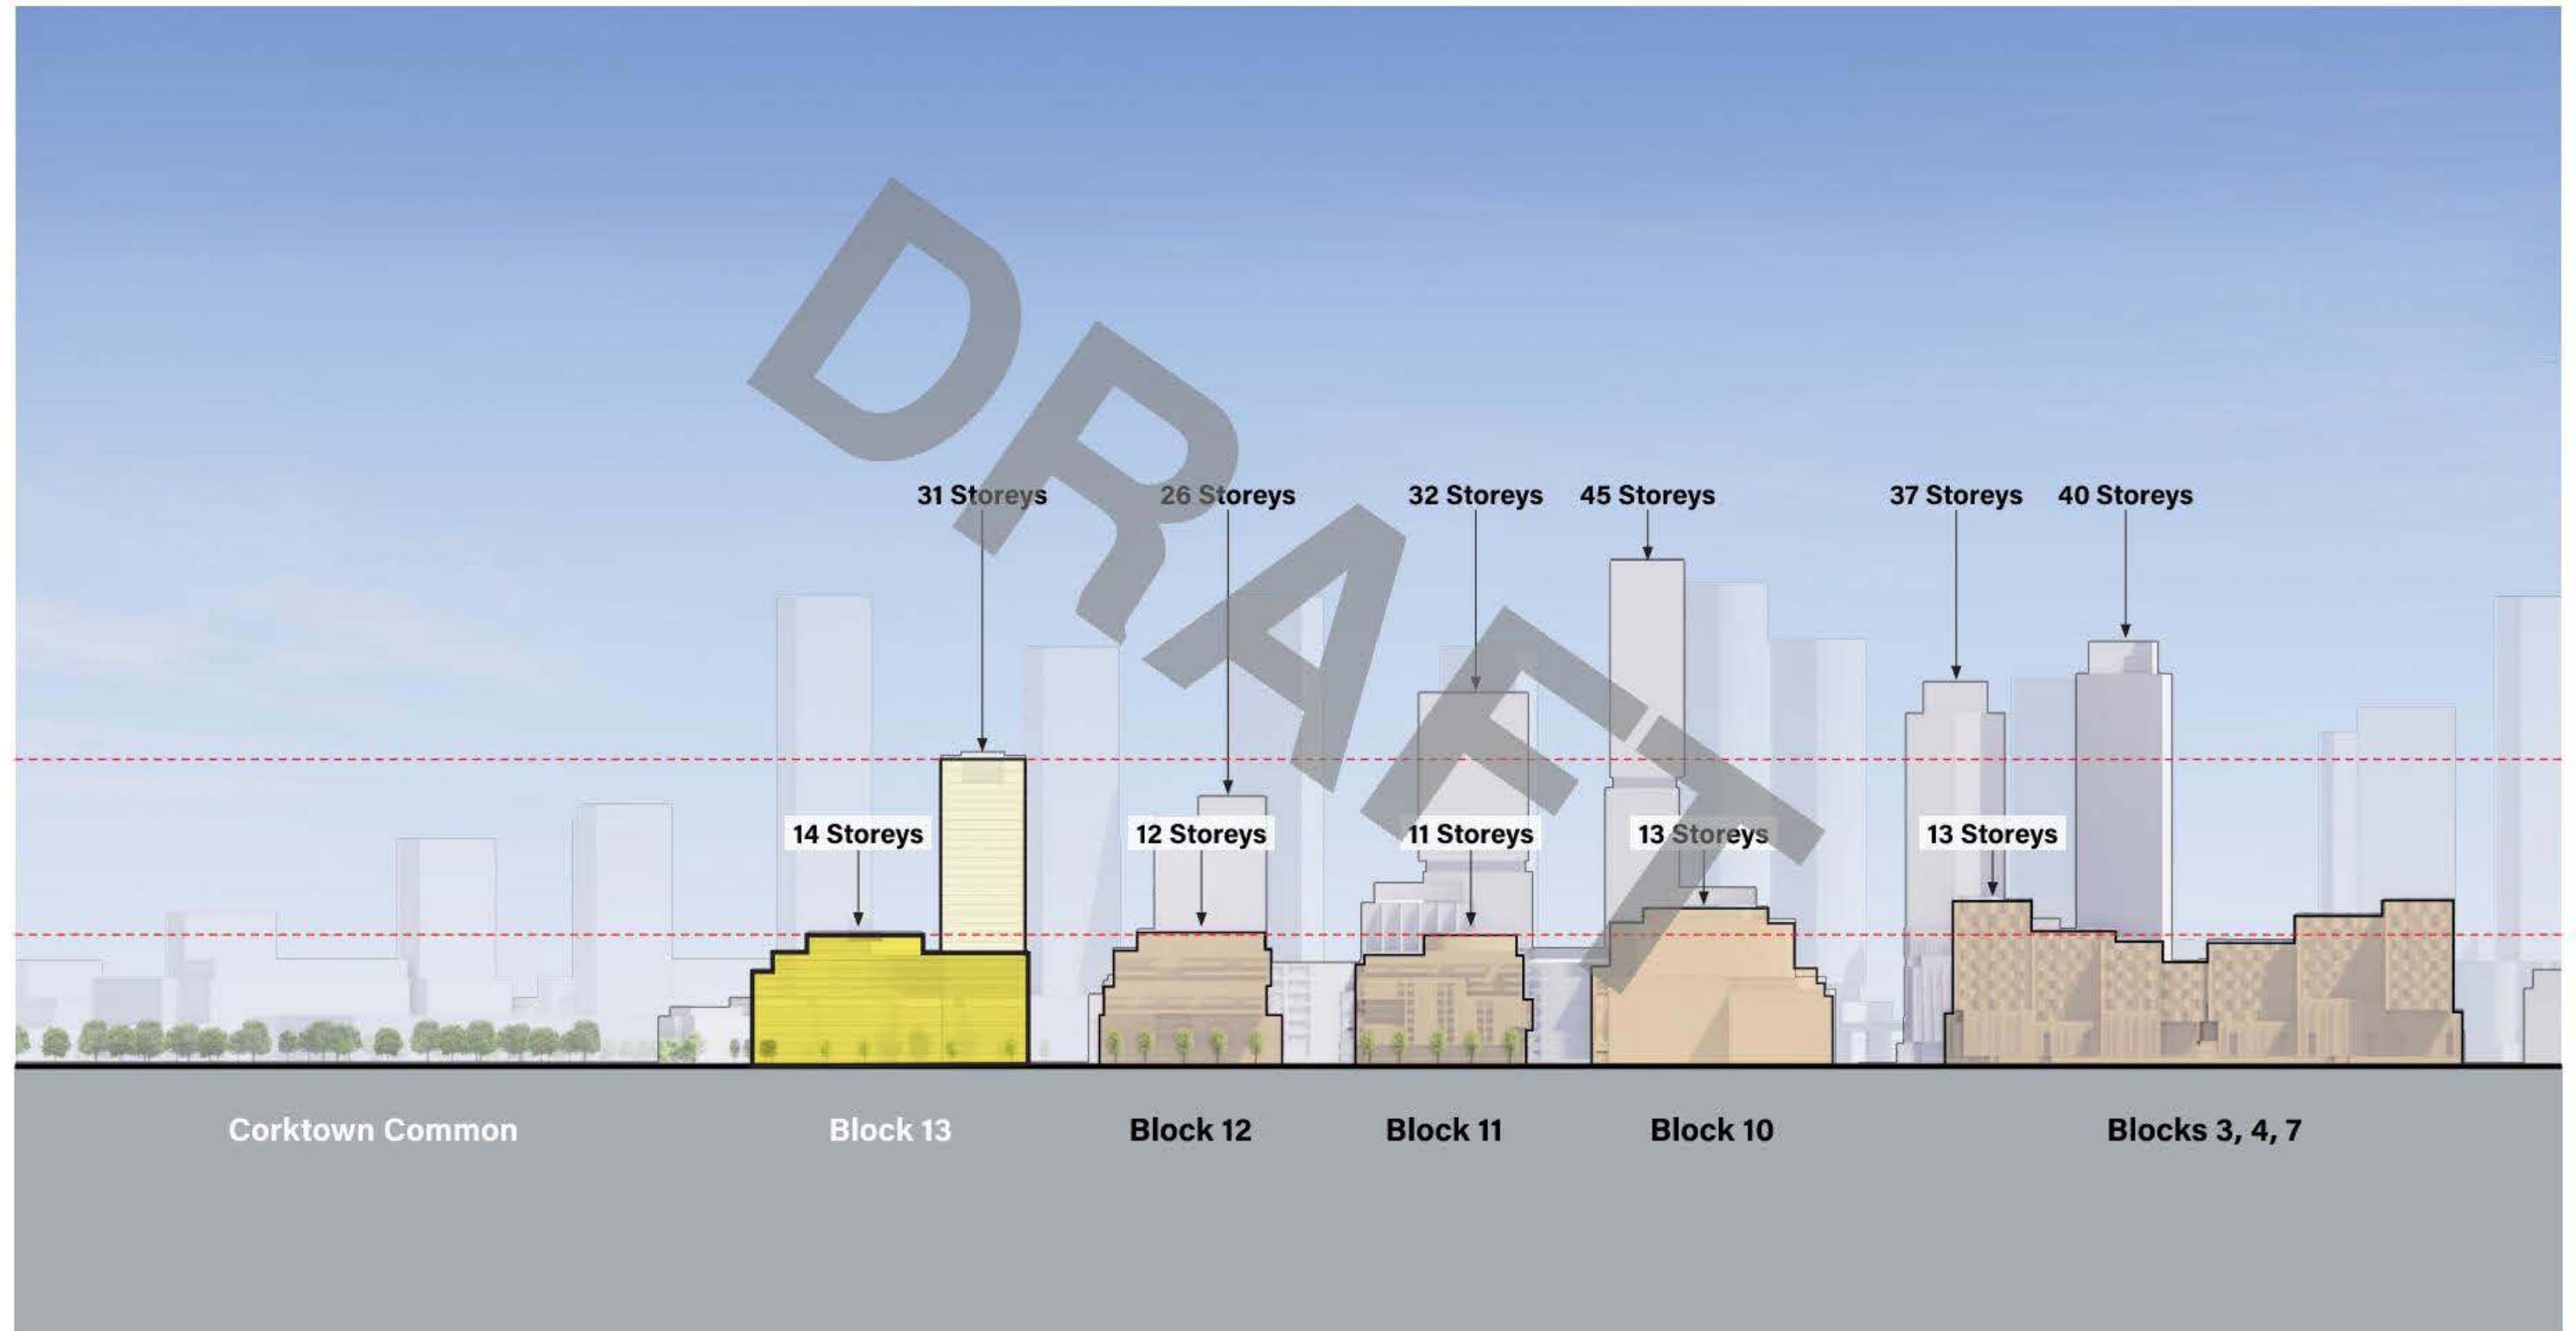 DRAFT
31 Storeys
26 Storeys
32 Storeys
45 Storeys
37 Storeys
40 Storeys
14 Storeys
12 Storeys
11 Storeys
13 Storeys
13 Storeys
Corktown Common
Block 13
Block 12
Block 11
Block 10
Blocks 3, 4, 7